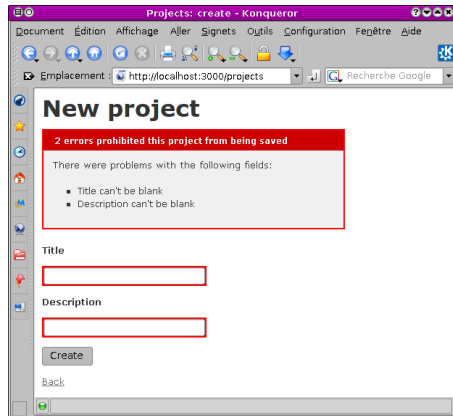 Projects: create - Konqueror
Document Édition Affichage Aller Signets Outils Configuration Fenêtre Aide
Emplacement : http://localhost:3000/projects Recherche Google
New project
2 errors prohibited this project from being saved
There were problems with the following fields:
Title can't be blank
Description can't be blank
Title
Description
Create
Back